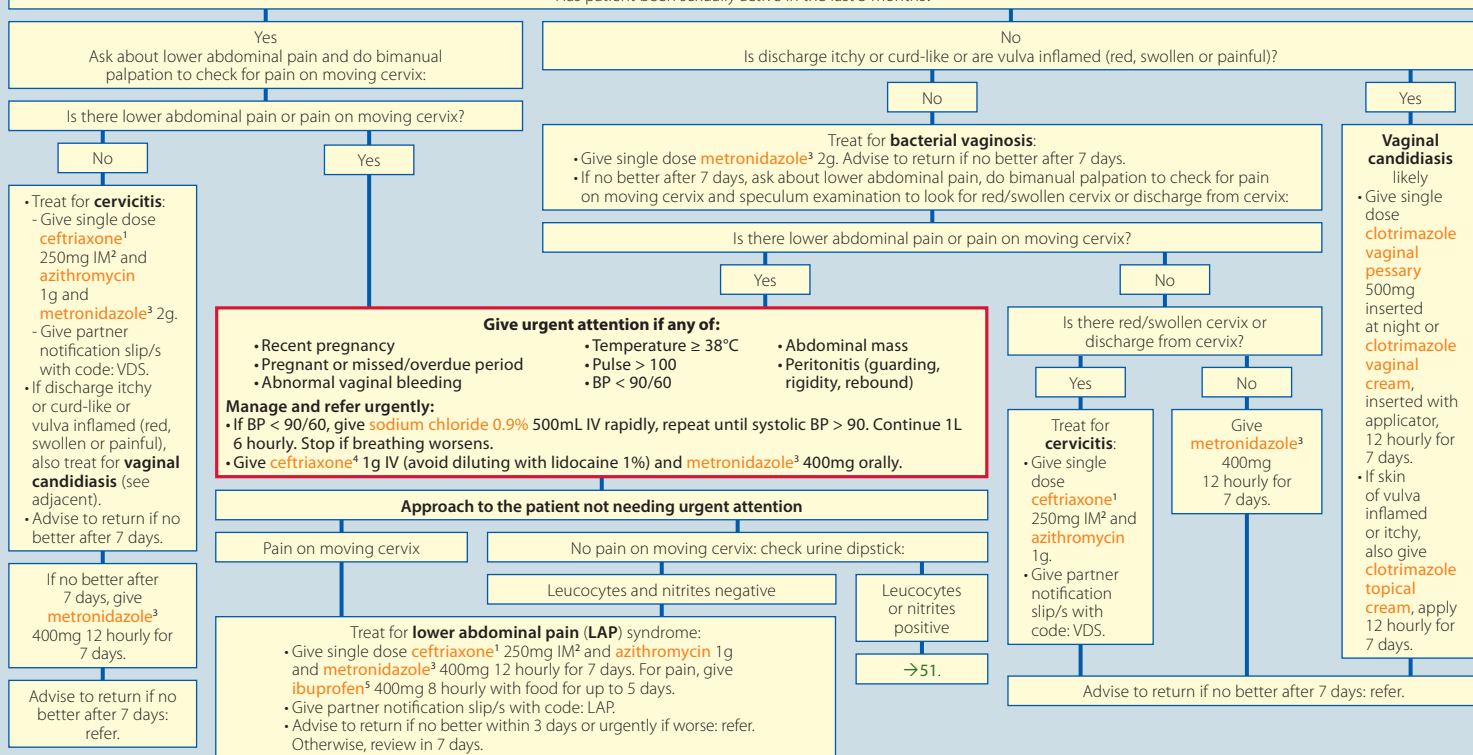 Yes
Ask about lower abdominal pain and do bimanual
palpation to check for pain on moving cervix:
Is there lower abdominal pain or pain on moving cervix?
No
• Treat for cervicitis:
- Give single dose
ceftriaxone¹
250mg IM² and
azithromycin
1g and
metronidazole³ 2g.
- Give partner
notification slip/s
with code: VDS.
• If discharge itchy
or curd-like or
vulva inflamed (red,
swollen or painful),
also treat for vaginal
candidiasis (see
adjacent).
• Advise to return if no
better after 7 days.
If no better after
7 days, give
metronidazole³
400mg 12 hourly for
7 days.
Advise to return if no
better after 7 days:
refer.
Yes
No
Is discharge itchy or curd-like or are vulva inflamed (red, swollen or painful)?
No
Treat for bacterial vaginosis:
• Give single dose metronidazole³ 2g. Advise to return if no better after 7 days.
• If no better after 7 days, ask about lower abdominal pain, do bimanual palpation to check for pain
on moving cervix and speculum examination to look for red/swollen cervix or discharge from cervix:
Is there lower abdominal pain or pain on moving cervix?
Yes
Give urgent attention if any of:
• Recent pregnancy
• Pregnant or missed/overdue period
• Abnormal vaginal bleeding
• Temperature ≥ 38°C
• Pulse > 100
• BP < 90/60
• Abdominal mass
• Peritonitis (guarding,
rigidity, rebound)
Manage and refer urgently:
• If BP < 90/60, give sodium chloride 0.9% 500mL IV rapidly, repeat until systolic BP > 90. Continue 1L
6 hourly. Stop if breathing worsens.
• Give ceftriaxone⁴ 1g IV (avoid diluting with lidocaine 1%) and metronidazole³ 400mg orally.
Approach to the patient not needing urgent attention
Pain on moving cervix
No pain on moving cervix: check urine dipstick:
Leucocytes and nitrites negative
Treat for lower abdominal pain (LAP) syndrome:
• Give single dose ceftriaxone¹ 250mg IM² and azithromycin 1g
and metronidazole³ 400mg 12 hourly for 7 days. For pain, give
ibuprofen⁵ 400mg 8 hourly with food for up to 5 days.
• Give partner notification slip/s with code: LAP.
• Advise to return if no better within 3 days or urgently if worse: refer.
Otherwise, review in 7 days.
Leucocytes
or nitrites
positive
→51.
No
Is there red/swollen cervix or
discharge from cervix?
Yes
Treat for
cervicitis:
• Give single
dose
ceftriaxone¹
250mg IM² and
azithromycin
1g.
• Give partner
notification
slip/s with
code: VDS.
No
Give
metronidazole³
400mg
12 hourly for
7 days.
Yes
Vaginal
candidiasis
likely
• Give single
dose
clotrimazole
vaginal
pessary
500mg
inserted
at night or
clotrimazole
vaginal
cream,
inserted with
applicator,
12 hourly for
7 days.
• If skin
of vulva
inflamed
or itchy,
also give
clotrimazole
topical
cream, apply
12 hourly for
7 days.
Advise to return if no better after 7 days: refer.